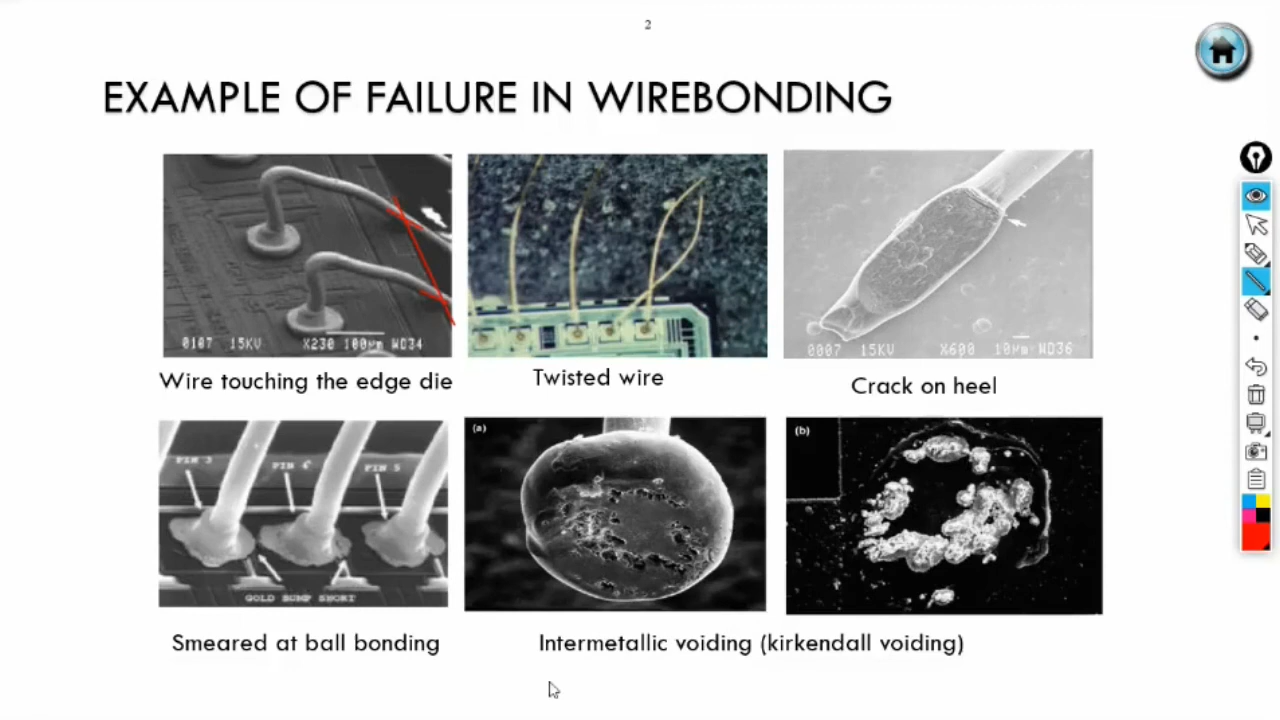 2
EXAMPLE OF FAILURE IN WIREBONDING
0107 15KV X230 100µm WD34
0007 15KV X600 10µm WD36
Wire touching the edge die
Twisted wire
Crack on heel
PIN 3 PIN 4 PIN 5
GOLD BUMP SHORT
(a)
(b)
Smeared at ball bonding
Intermetallic voiding (kirkendall voiding)